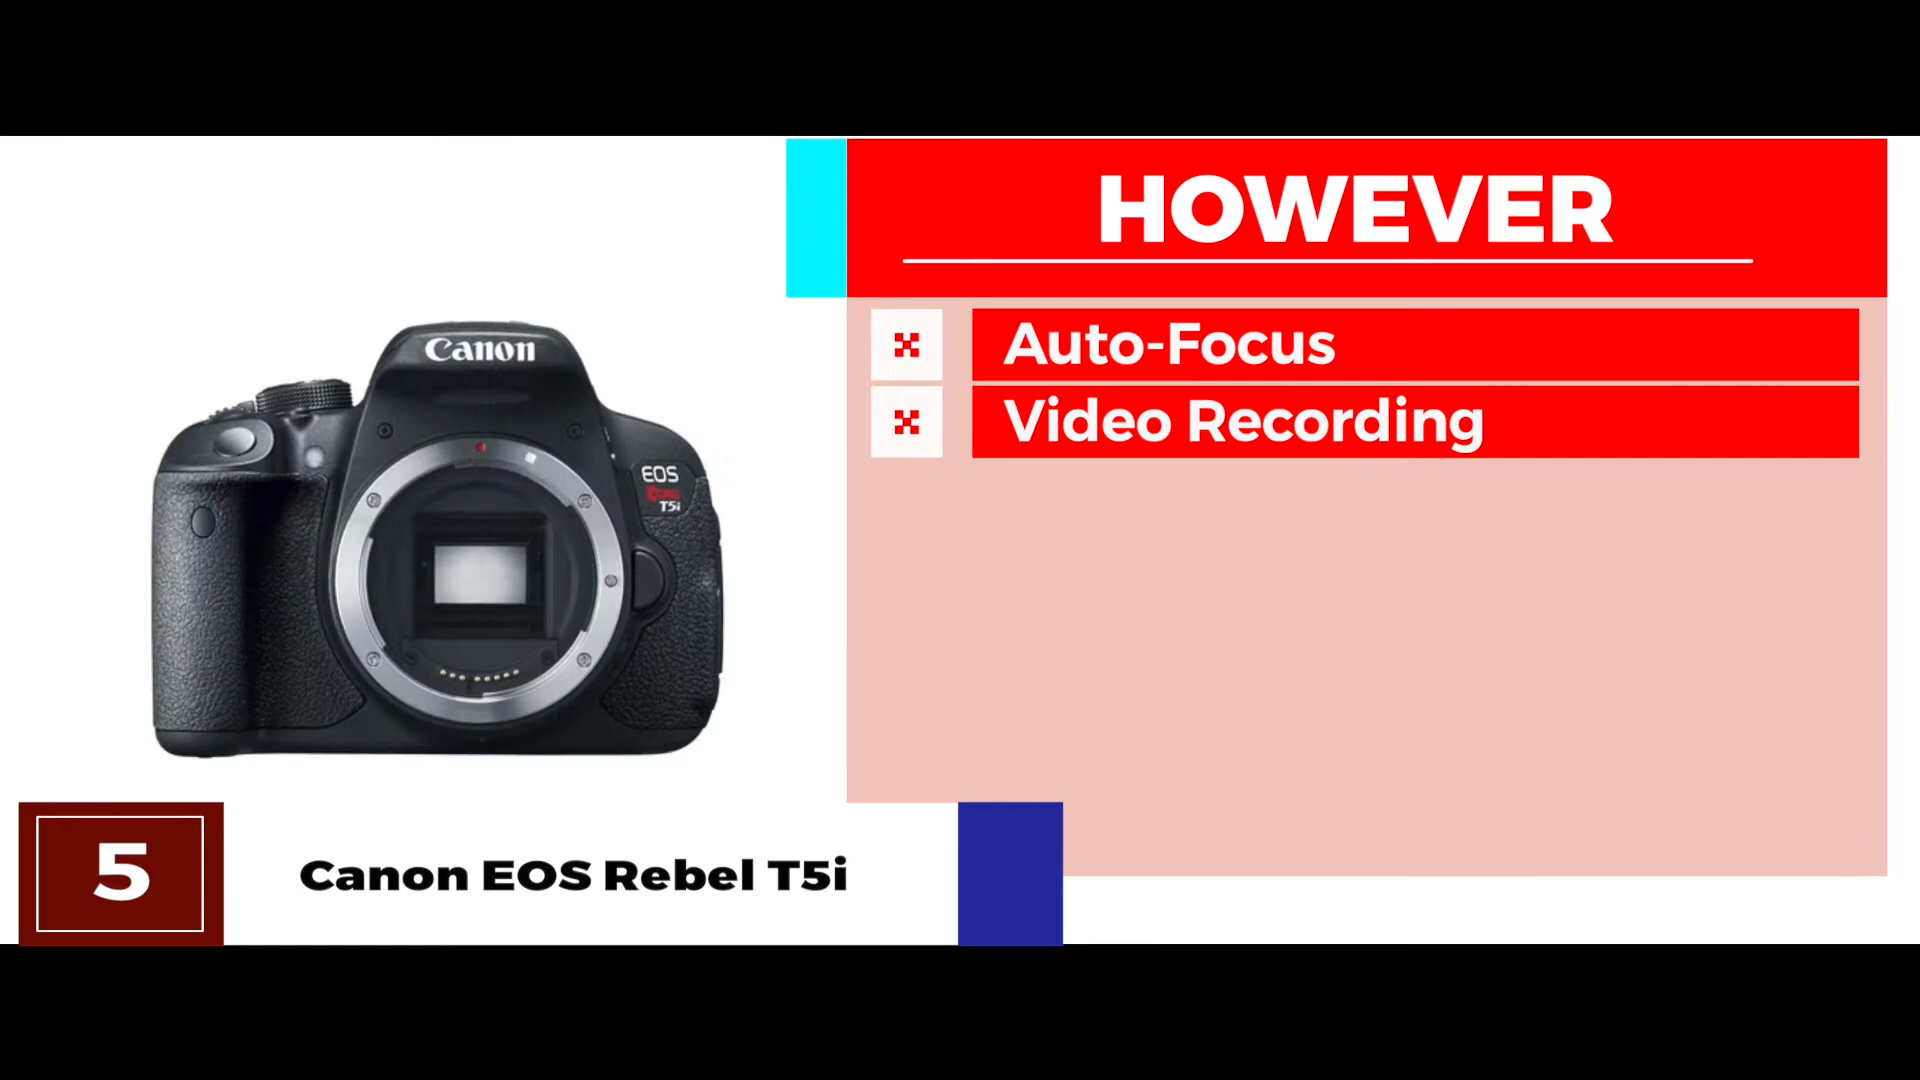 HOWEVER
Auto-Focus
Video Recording
Canon
EOS
T5i
5
Canon EOS Rebel T5i